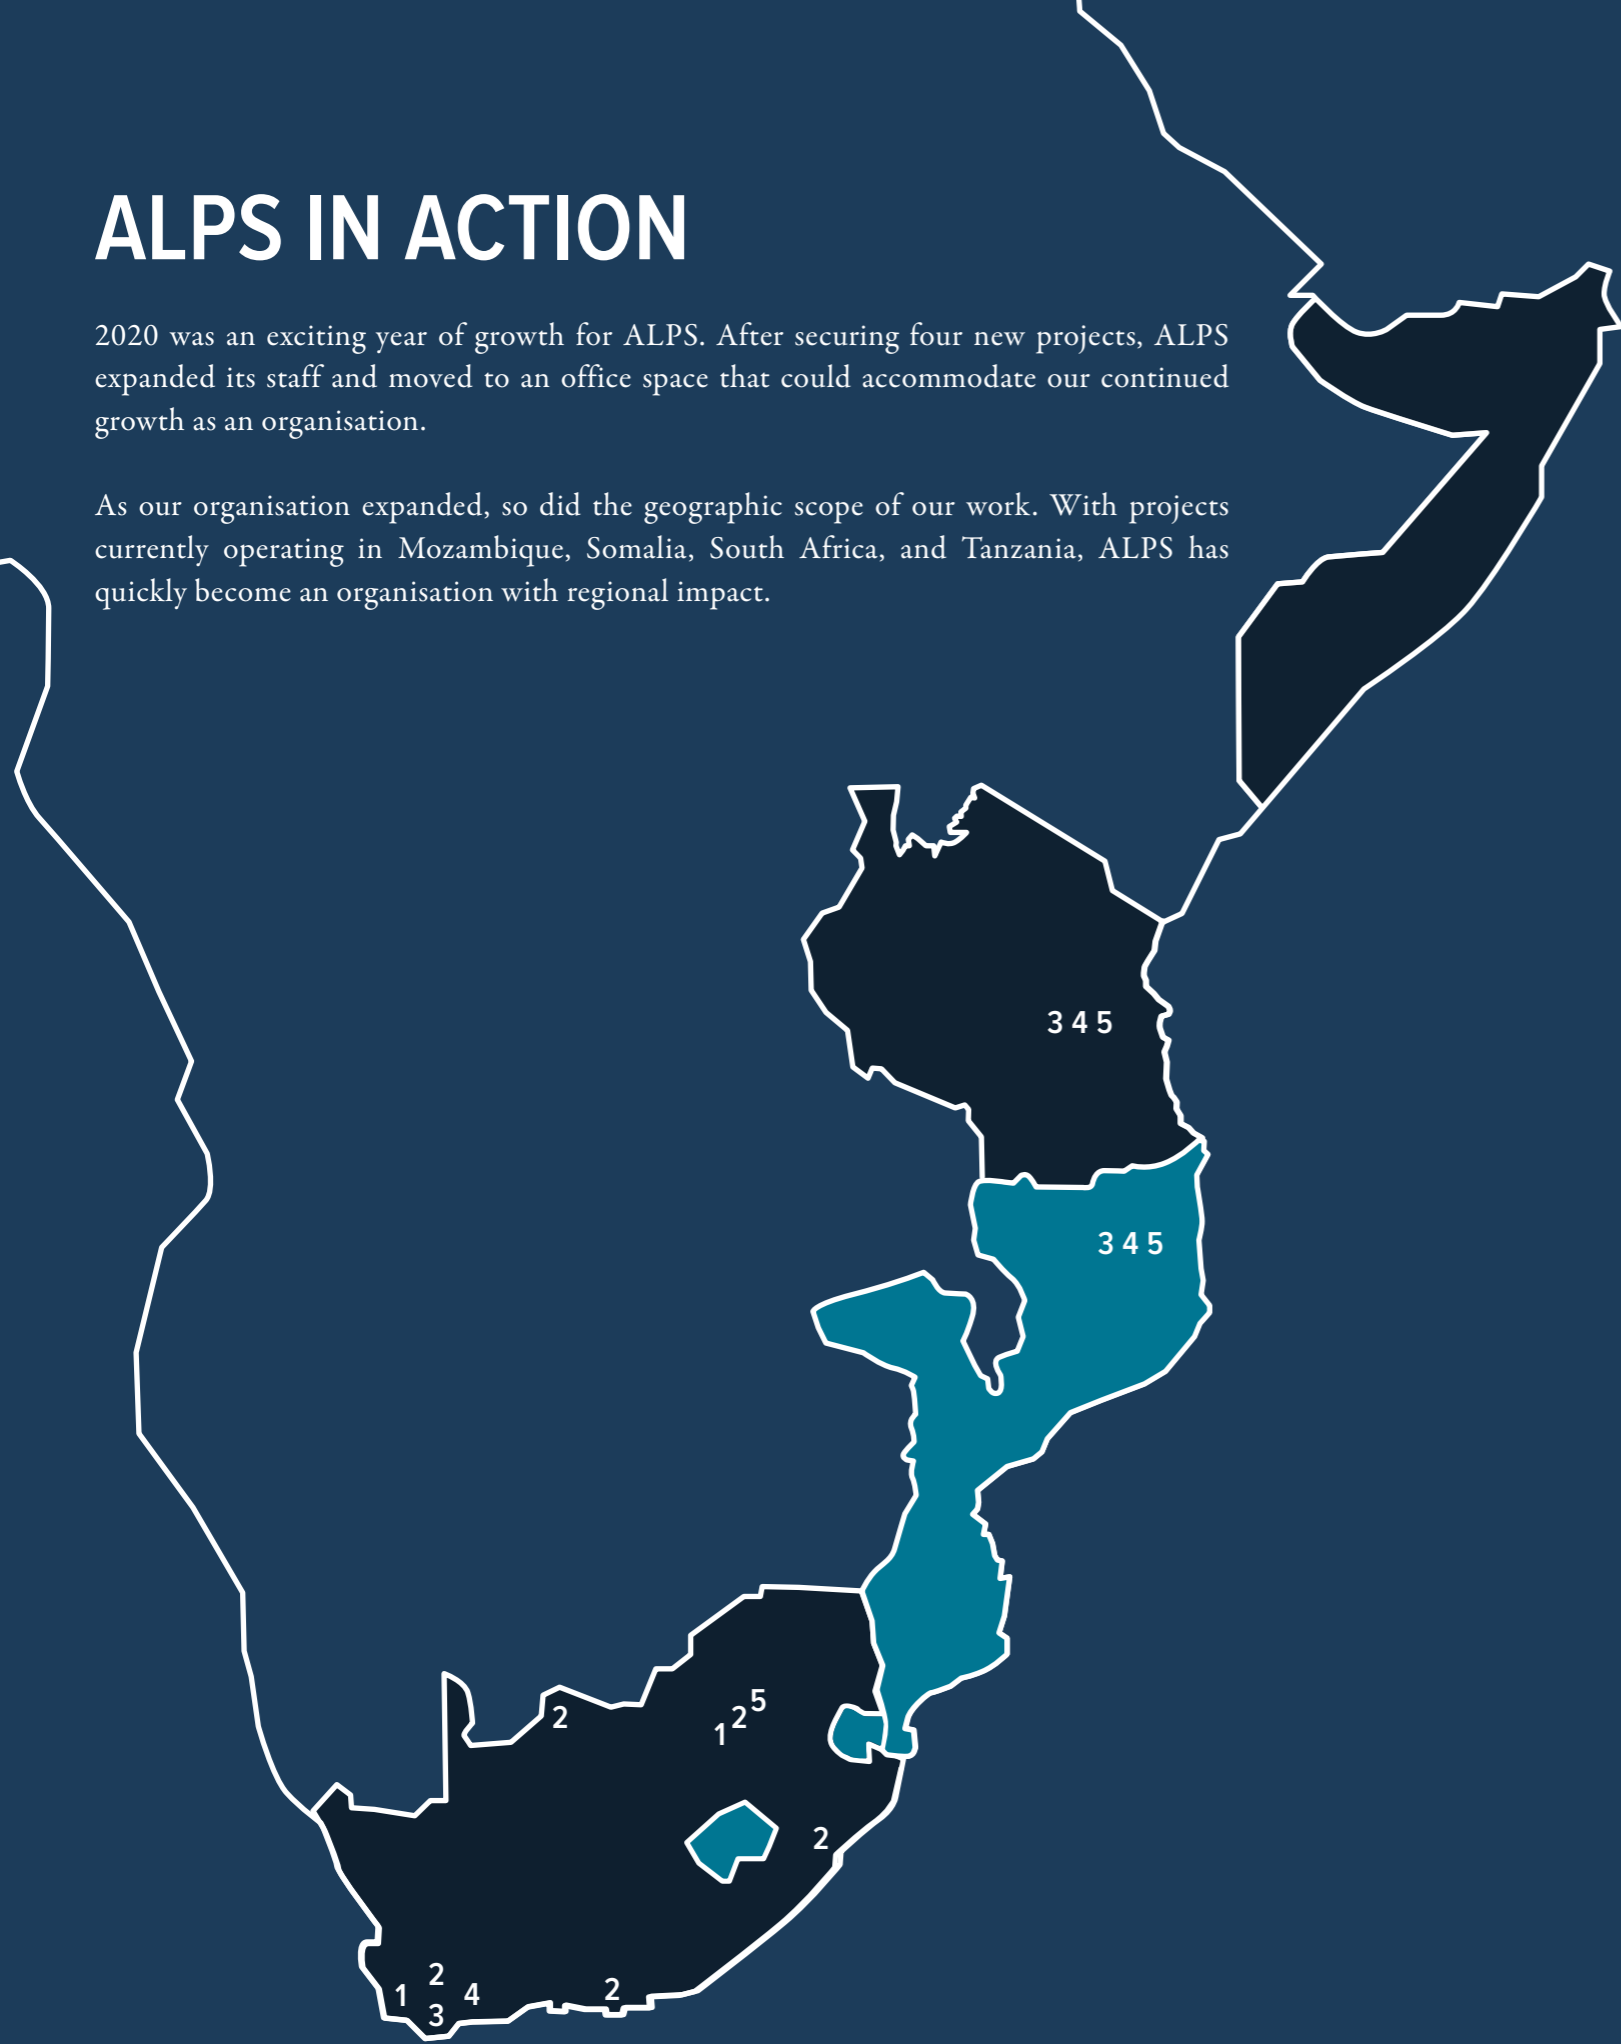 ALPS IN ACTION
2020 was an exciting year of growth for ALPS. After securing four new projects, ALPS
expanded its staff and moved to an office space that could accommodate our continued
growth as an organisation.
As our organisation expanded, so did the geographic scope of our work. With projects
currently operating in Mozambique, Somalia, South Africa, and Tanzania, ALPS has
quickly become an organisation with regional impact.
3 4 5
3 4 5
2
1 2 5
2
1 2 3 4
2